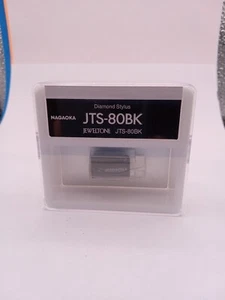 Diamond Stylus
NAGAOKA JTS-80BK
JEWELTONE JTS-80BK